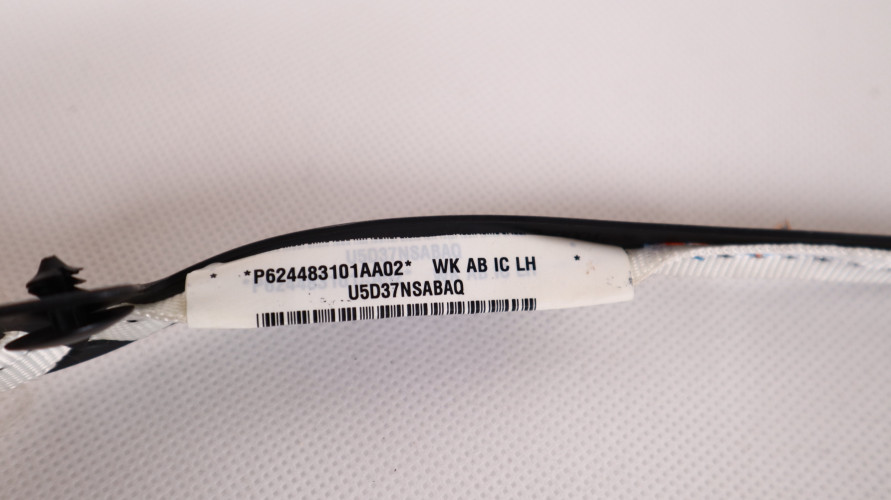 *P624483101AA02* WK AB IC LH *
U5D37NSABAQ